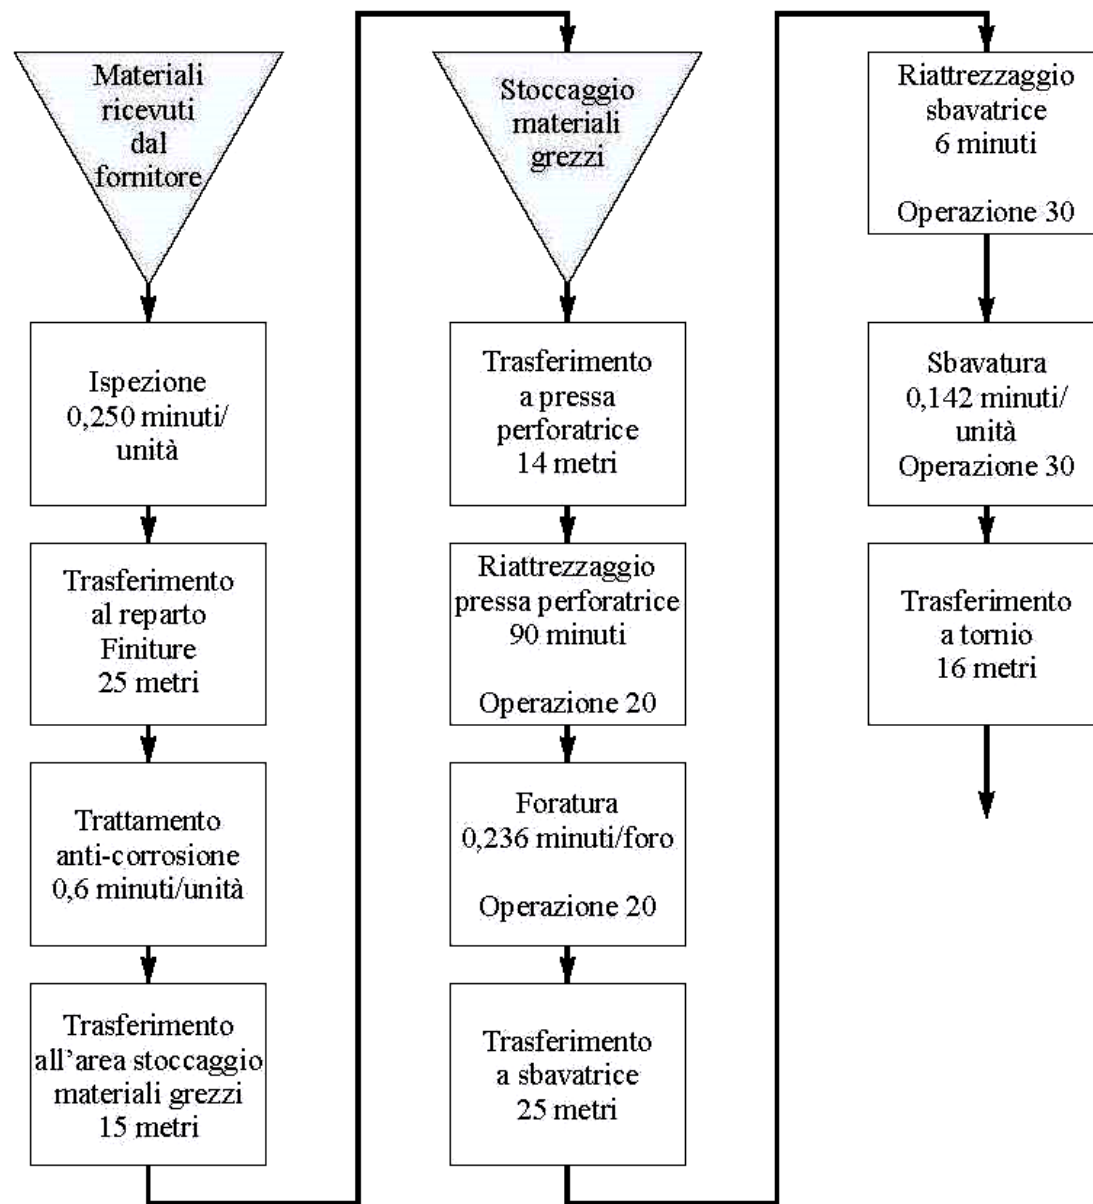 Materiali
ricevuti
dal
fornitore
Ispezione
0,250 minuti/
unità
Trasferimento
al reparto
Finiture
25 metri
Trattamento
anti-corrosione
0,6 minuti/unità
Trasferimento
all'area stoccaggio
materiali grezzi
15 metri
Stoccaggio
materiali
grezzi
Trasferimento
a pressa
perforatrice
14 metri
Riattrezzaggio
pressa perforatrice
90 minuti
Operazione 20
Foratura
0,236 minuti/foro
Operazione 20
Trasferimento
a sbavatrice
25 metri
Riattrezzaggio
sbavatrice
6 minuti
Operazione 30
Sbavatura
0,142 minuti/
unità
Operazione 30
Trasferimento
a tornio
16 metri